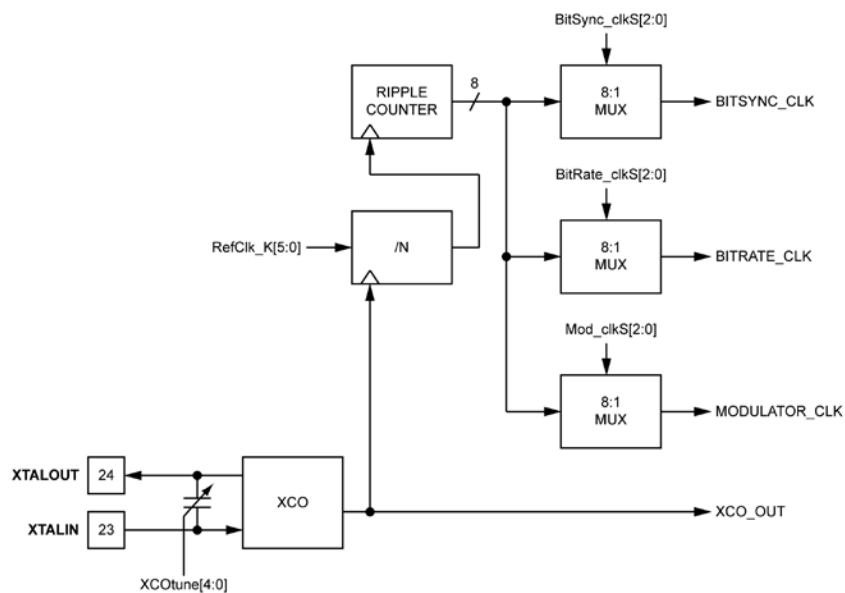 BitSync_clkS[2:0]
RIPPLE
COUNTER
8
8:1
MUX
BITSYNC_CLK
BitRate_clkS[2:0]
RefClk_K[5:0]
/N
8:1
MUX
BITRATE_CLK
Mod_clkS[2:0]
8:1
MUX
MODULATOR_CLK
XTALOUT
24
XCO
XTALIN
23
XCO_OUT
XCOtune[4:0]